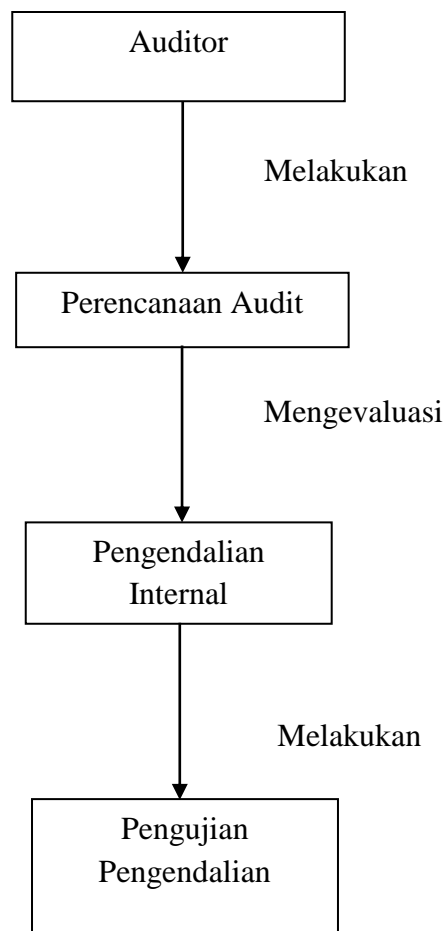 Auditor
Melakukan
Perencanaan Audit
Mengevaluasi
Pengendalian
Internal
Melakukan
Pengujian
Pengendalian